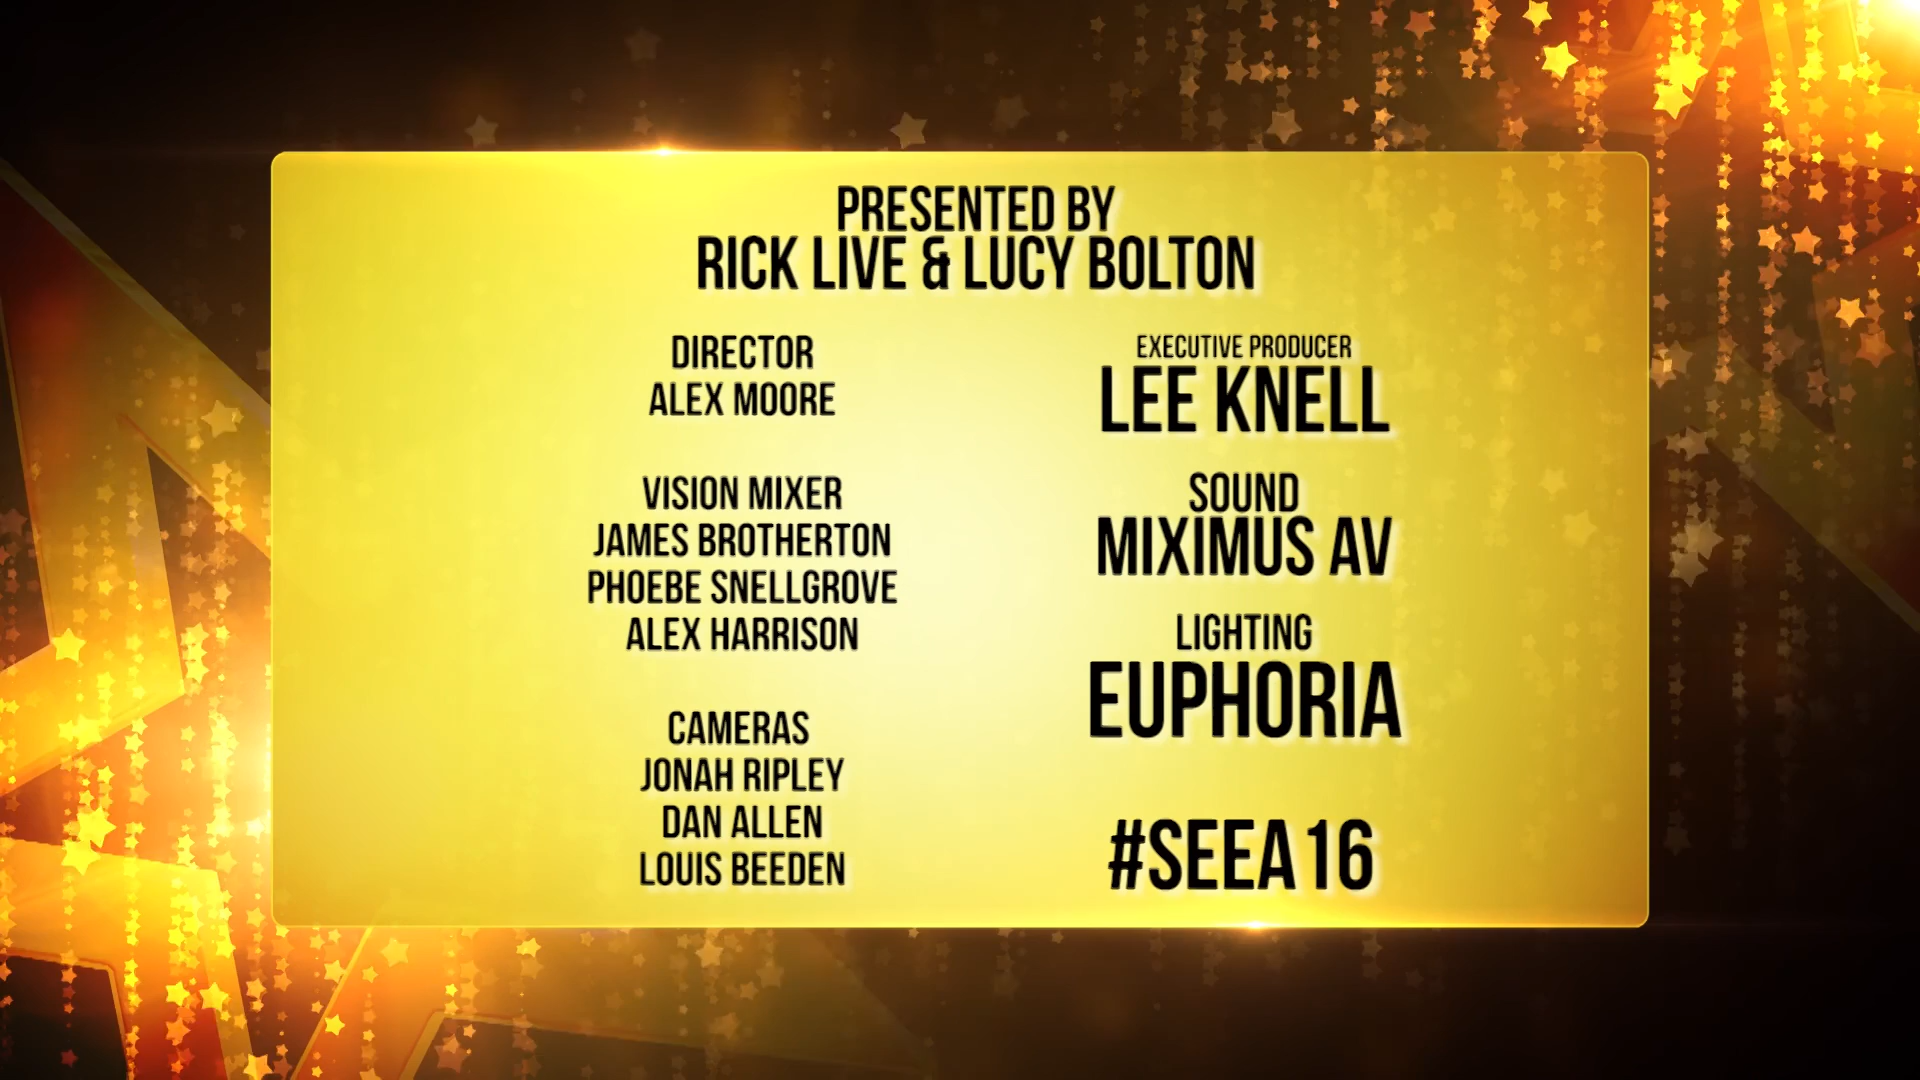 PRESENTED BY
RICK LIVE & LUCY BOLTON
DIRECTOR
ALEX MOORE
VISION MIXER
JAMES BROTHERTON
PHOEBE SNELLGROVE
ALEX HARRISON
CAMERAS
JONAH RIPLEY
DAN ALLEN
LOUIS BEEDEN
EXECUTIVE PRODUCER
LEE KNELL
SOUND
MIXIMUS AV
LIGHTING
EUPHORIA
#SEEA16